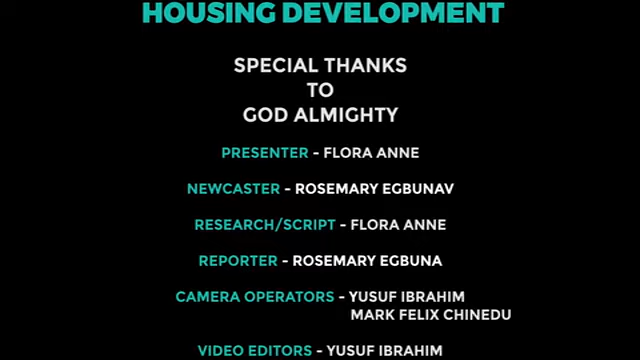 HOUSING DEVELOPMENT
SPECIAL THANKS
TO
GOD ALMIGHTY
PRESENTER - FLORA ANNE
NEWCASTER - ROSEMARY EGBUNAV
RESEARCH/SCRIPT - FLORA ANNE
REPORTER - ROSEMARY EGBUNA
CAMERA OPERATORS - YUSUF IBRAHIM
MARK FELIX CHINEDU
VIDEO EDITORS - YUSUF IBRAHIM